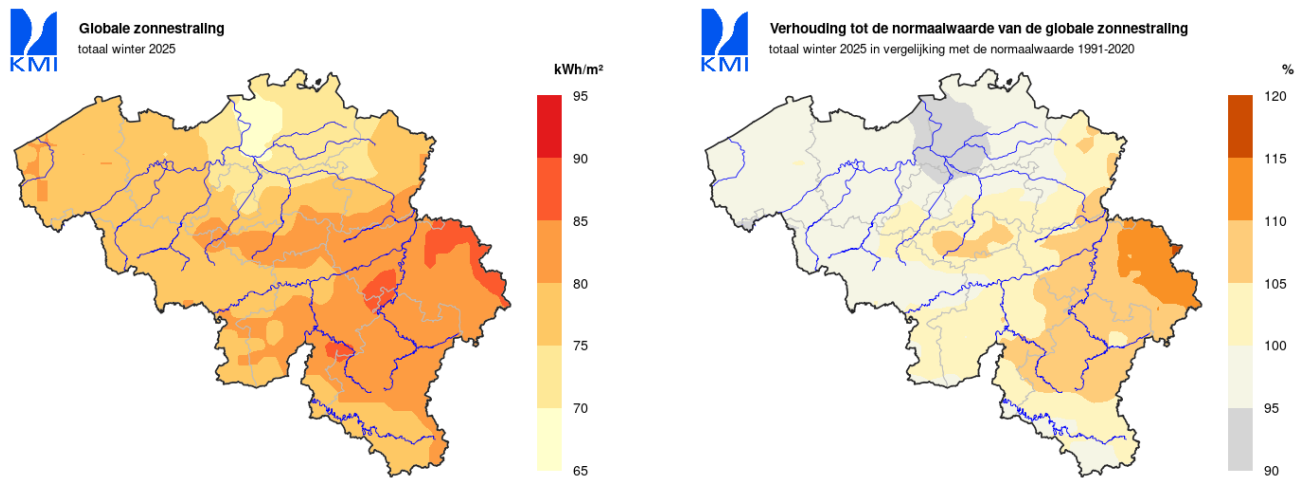 KMI
Globale zonnestraling
totaal winter 2025
kWh/m²
95
90
85
80
75
70
65
KMI
Verhouding tot de normaalwaarde van de globale zonnestraling
totaal winter 2025 in vergelijking met de normaalwaarde 1991-2020
%
120
115
110
105
100
95
90